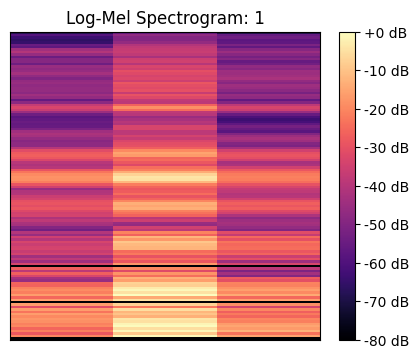 Log-Mel Spectrogram: 1
+0 dB
-10 dB
-20 dB
-30 dB
-40 dB
-50 dB
-60 dB
-70 dB
-80 dB